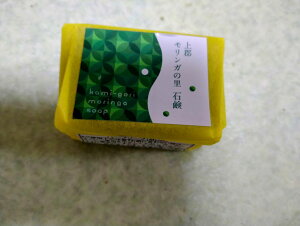 上郡
モリンガの里 石鹸
kami-gori
moringa
soap